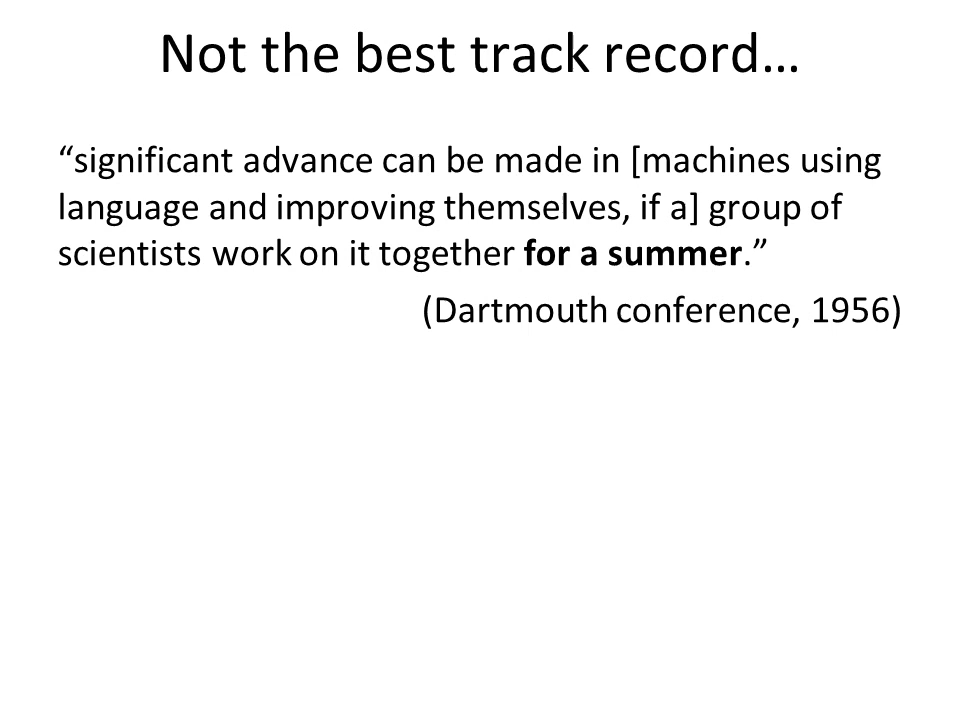 Not the best track record…
“significant advance can be made in [machines using
language and improving themselves, if a] group of
scientists work on it together for a summer.”
(Dartmouth conference, 1956)